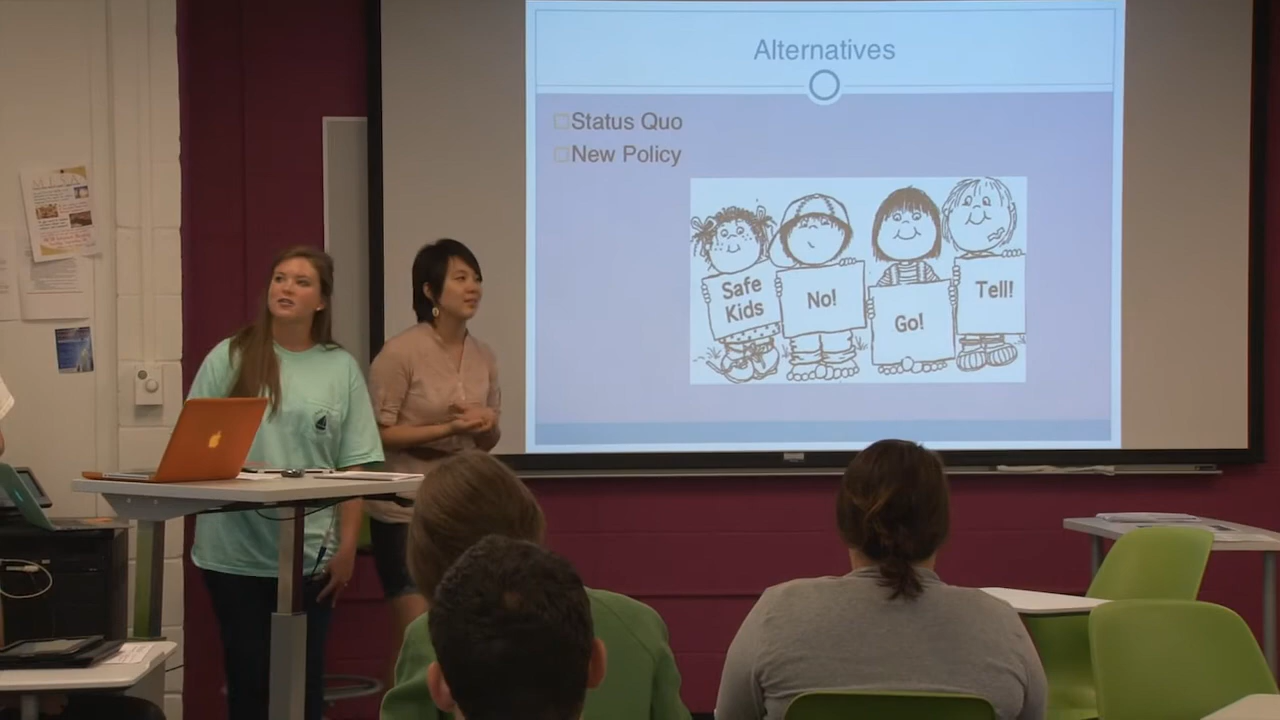 Alternatives
Status Quo
New Policy
Safe
Kids
No!
Go!
Tell!